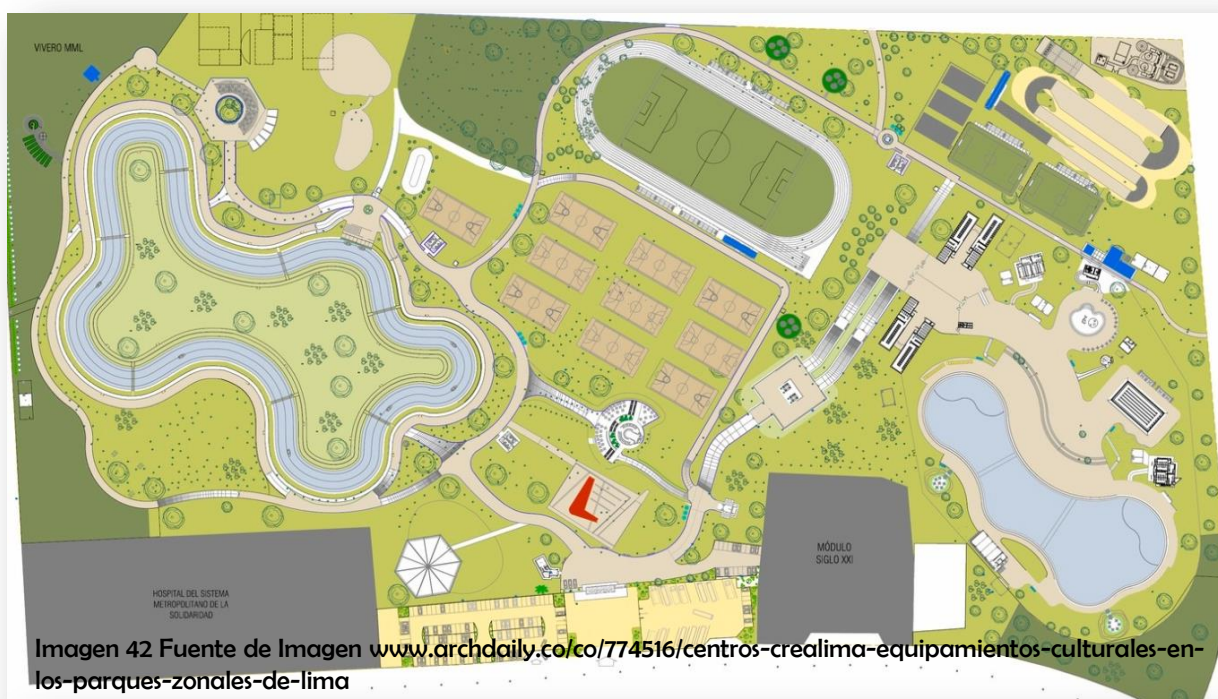 VIVERO MML
MÓDULO
SIGLO XXI
HOSPITAL DEL SISTEMA
METROPOLITANO DE LA
SOLIDARIDAD
Imagen 42 Fuente de Imagen www.archdaily.co/co/774516/centros-crealima-equipamientos-culturales-en-
los-parques-zonales-de-lima